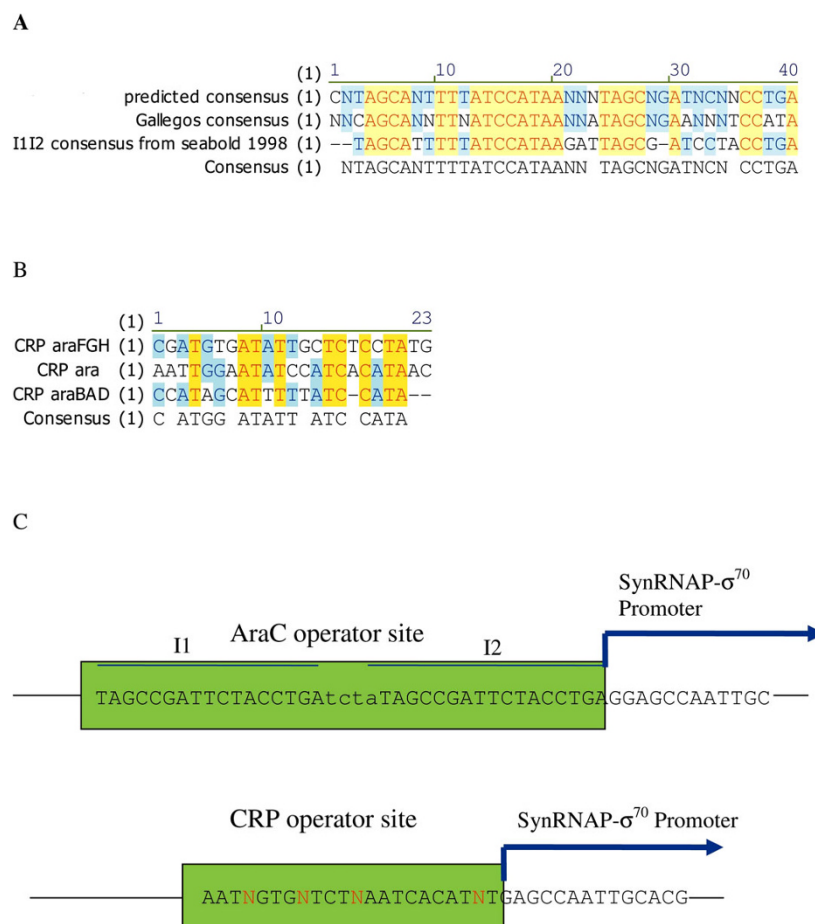 A
(1) 1 10 20 30 40
predicted consensus (1) CNTAGCANTTTTATCCATAANNNTAGCNGATNCNNCCTGA
Gallegos consensus (1) NNCAGCANNTTNATCCATAANNATAGCNGAANNNTCCATA
I1I2 consensus from seabold 1998 (1) --TAGCATTTTTATCCATAAGATTAGCG-ATCCTACCTGA
Consensus (1) NTAGCANTTTTATCCATAANN TAGCNGATNCN CCTGA
B
(1) 1 10 23
CRP araFGH (1) CGATGTGATATTGCTCTCCTATG
CRP ara (1) AATTGGAATATCCATCACATAAC
CRP araBAD (1) CCATAGCATTTTTATC-CATA--
Consensus (1) C ATGG ATATT ATC CATA
C
SynRNAP-σ70
Promoter
AraC operator site
I1 I2
TAGCCGATTCTACCTGAtctaTAGCCGATTCTACCTGAGGAGCCAATTGC
CRP operator site
SynRNAP-σ70 Promoter
AATNGTGNTCTNAATCACATNTGAGCCAATTGCACG